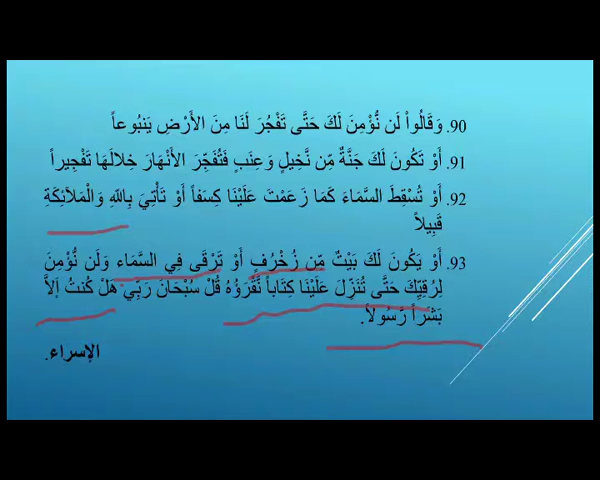 90. وَقَالُواْ لَن نُّؤْمِنَ لَكَ حَتَّى تَفْجُرَ لَنَا مِنَ الأَرْضِ يَنبُوعاً
91. أَوْ تَكُونَ لَكَ جَنَّةٌ مِّن نَّخِيلٍ وَعِنَبٍ فَتُفَجِّرَ الأَنْهَارَ خِلالَهَا تَفْجِيراً
92. أَوْ تُسْقِطَ السَّمَاءَ كَمَا زَعَمْتَ عَلَيْنَا كِسَفاً أَوْ تَأْتِيَ بِاللّهِ وَالْمَلآئِكَةِ
قَبِيلاً
93. أَوْ يَكُونَ لَكَ بَيْتٌ مِّن زُخْرُفٍ أَوْ تَرْقَى فِي السَّمَاء وَلَن نُّؤْمِنَ
لِرُقِيِّكَ حَتَّى تُنَزِّلَ عَلَيْنَا كِتَاباً نَّقْرَؤُهُ قُلْ سُبْحَانَ رَبِّي هَلْ كُنتُ إَلاَّ
بَشَراً رَّسُولاً.
الإسراء.